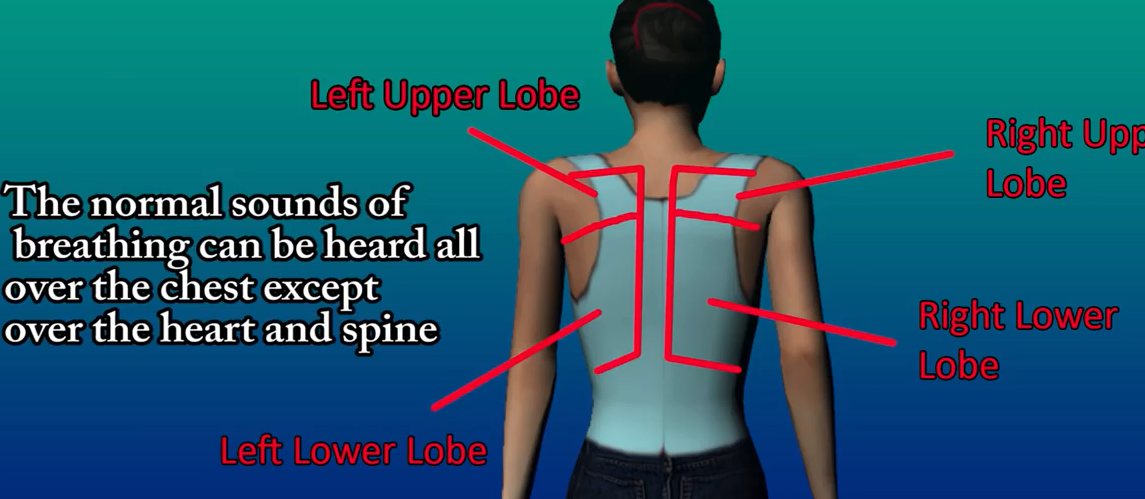 Left Upper Lobe
Right Upp
Lobe
The normal sounds of
breathing can be heard all
over the chest except
over the heart and spine
Right Lower
Lobe
Left Lower Lobe